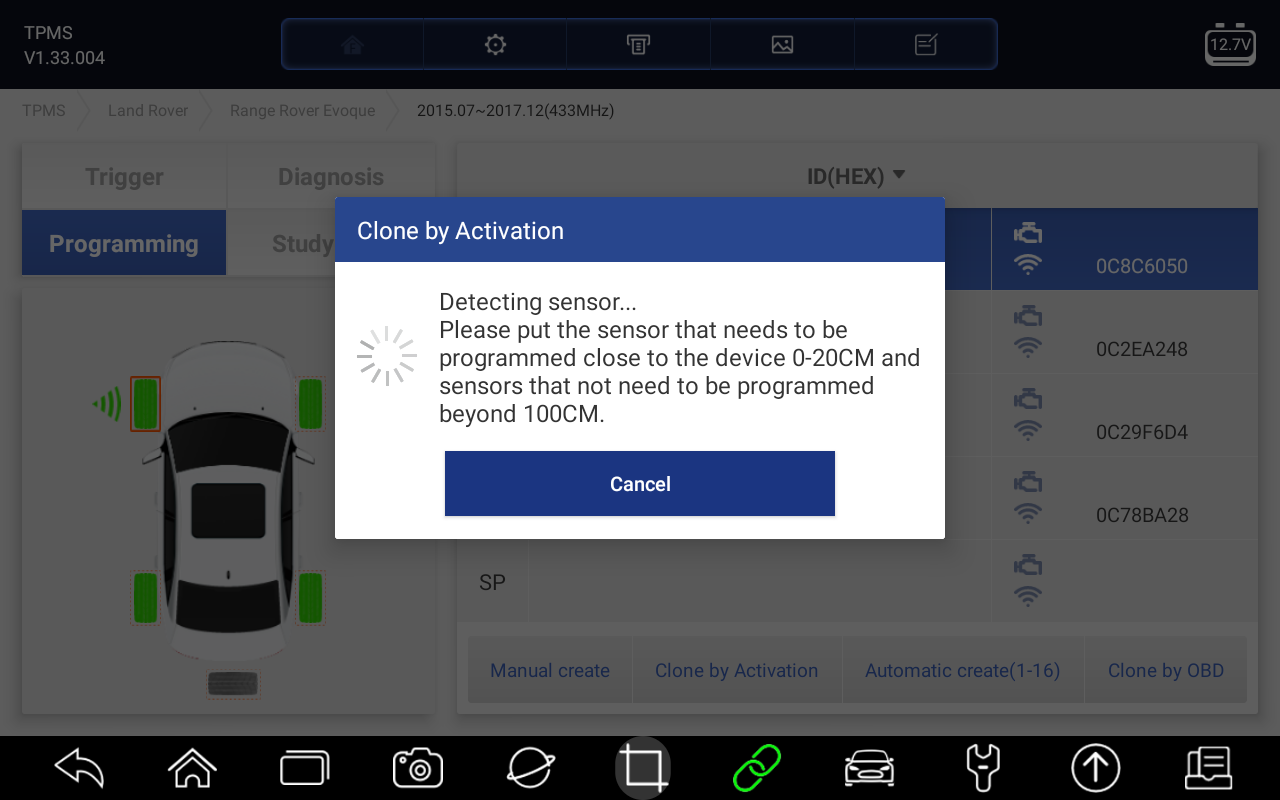 TPMS
V1.33.004
12.7V
TPMS
Land Rover
Range Rover Evoque
2015.07~2017.12(433MHz)
Trigger
Diagnosis
Programming
Study
ID(HEX)
Clone by Activation
Detecting sensor...
Please put the sensor that needs to be
programmed close to the device 0-20CM and
sensors that not need to be programmed
beyond 100CM.
Cancel
0C8C6050
0C2EA248
0C29F6D4
0C78BA28
SP
Manual create
Clone by Activation
Automatic create(1-16)
Clone by OBD